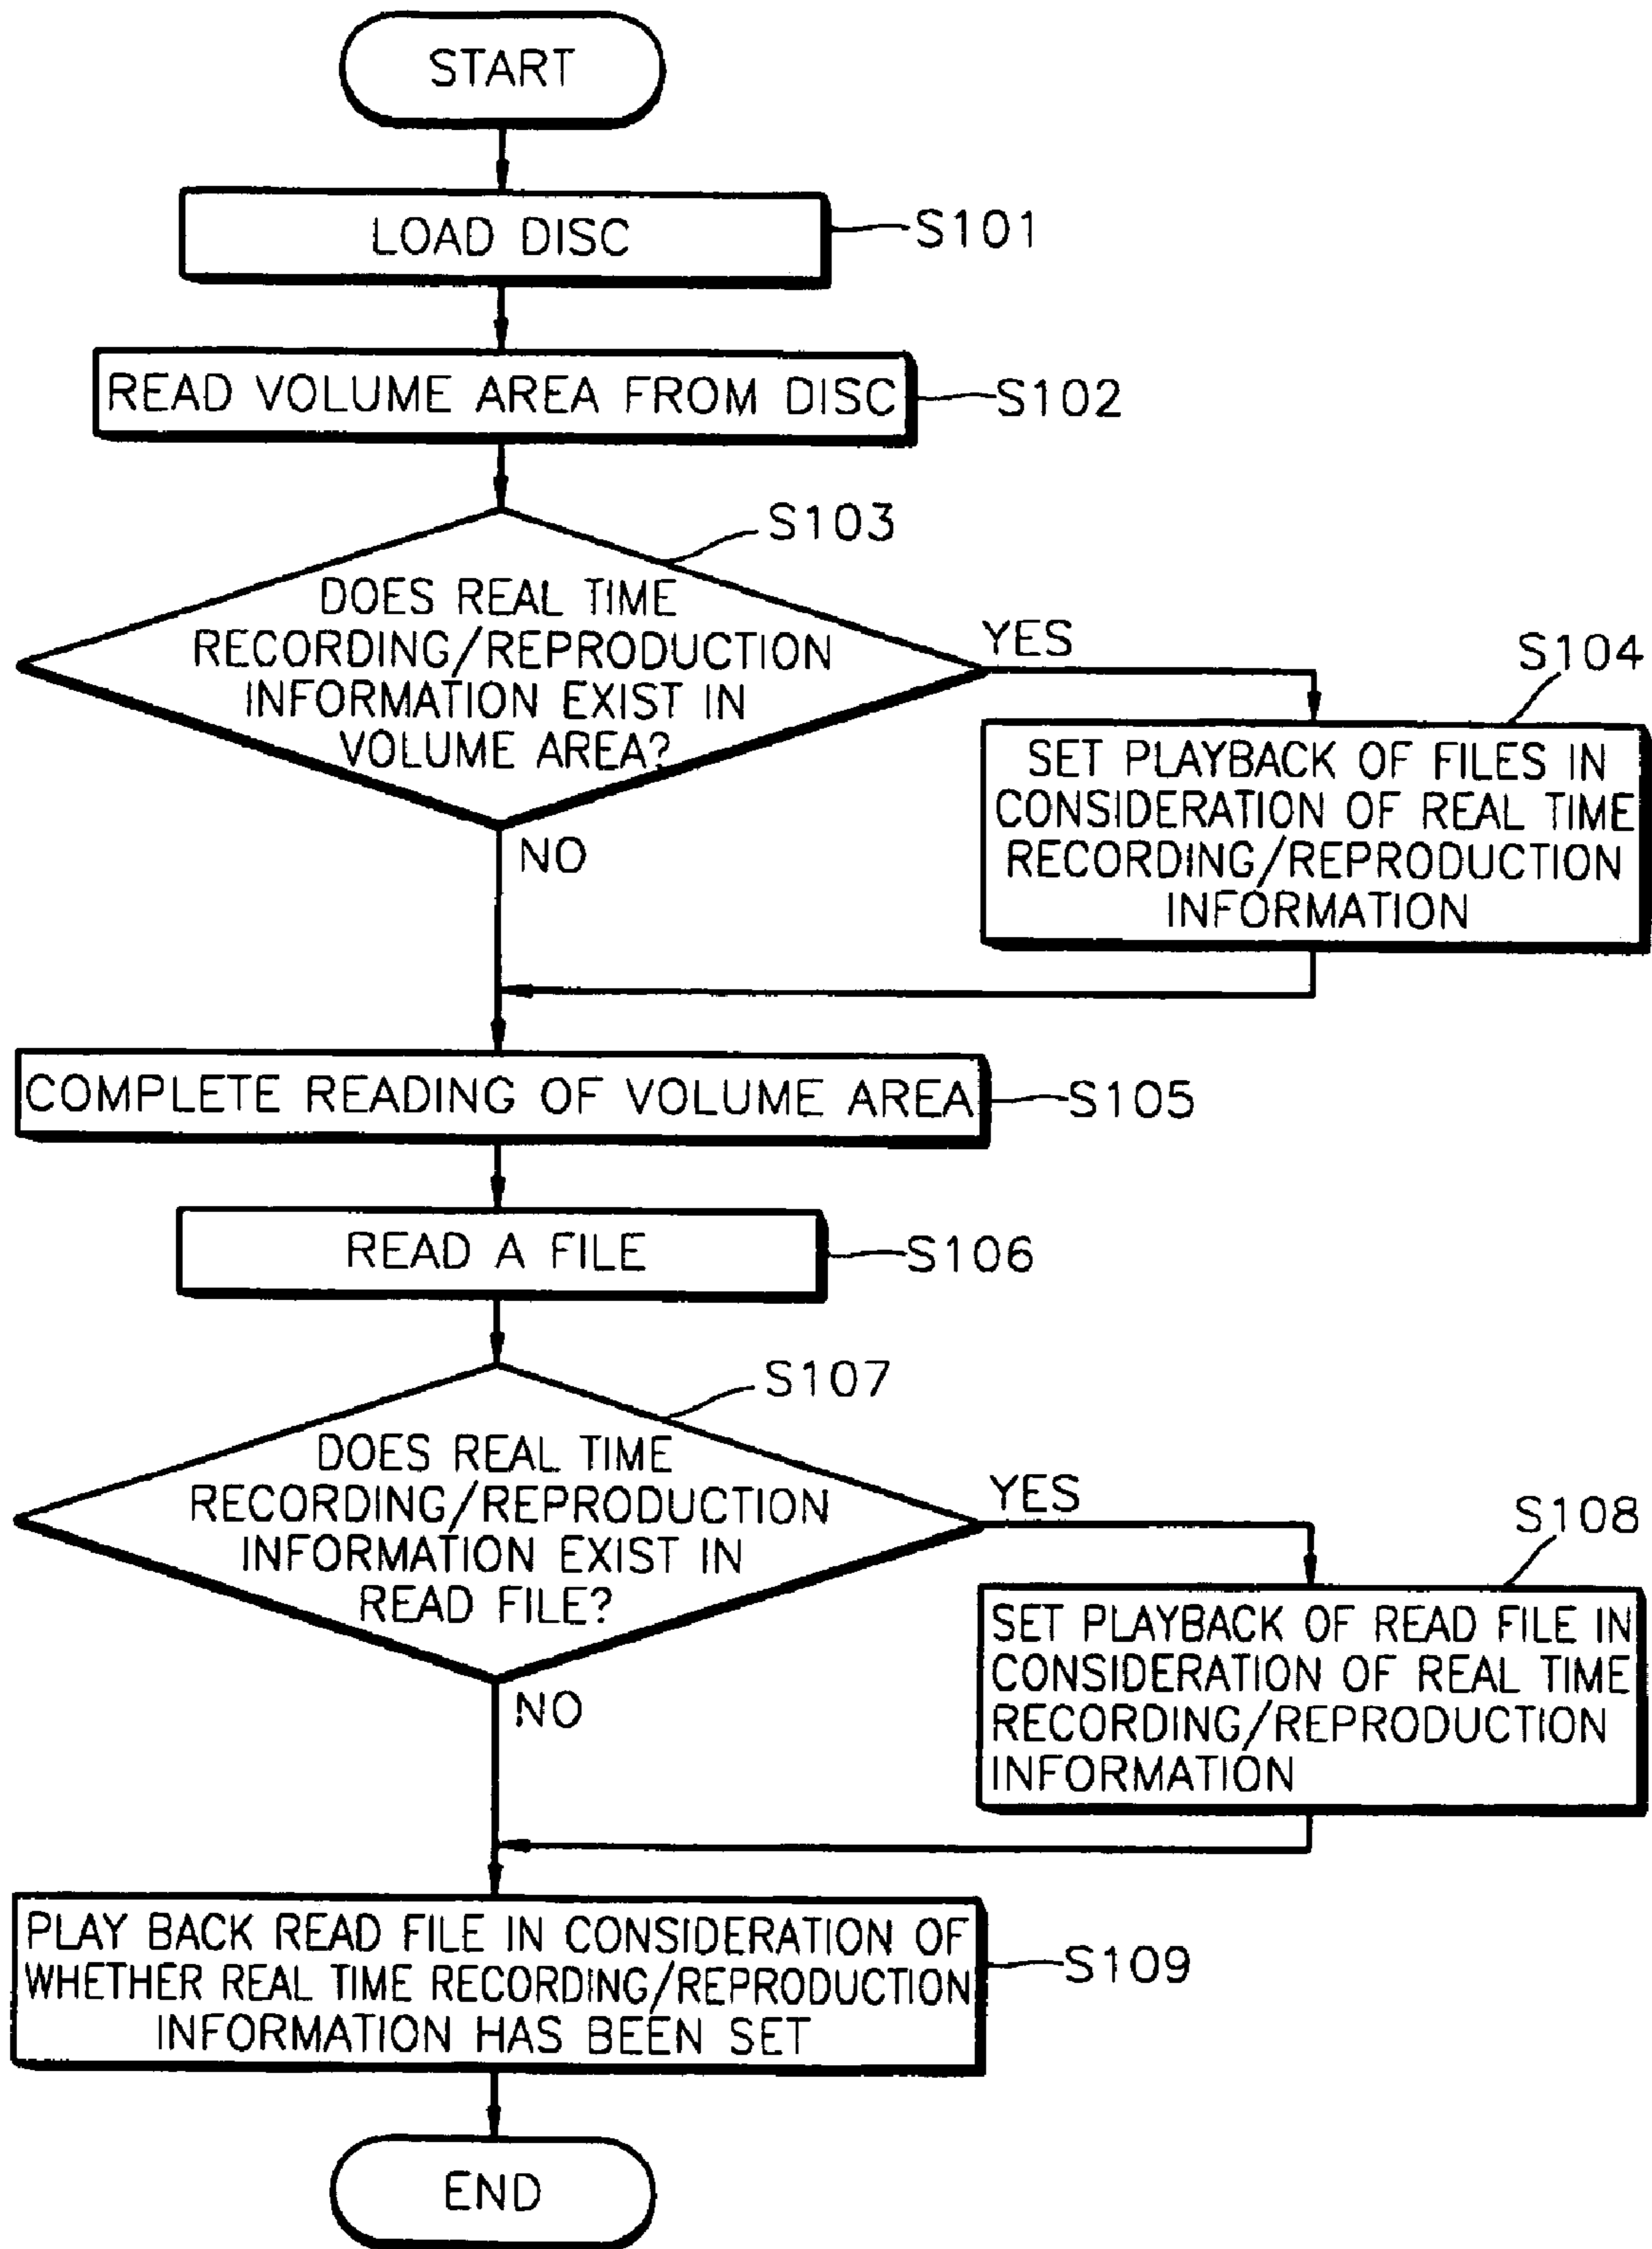 START
LOAD DISC
S101
READ VOLUME AREA FROM DISC
S102
S103
DOES REAL TIME
RECORDING/REPRODUCTION
INFORMATION EXIST IN
VOLUME AREA?
YES
NO
S104
SET PLAYBACK OF FILES IN
CONSIDERATION OF REAL TIME
RECORDING/REPRODUCTION
INFORMATION
COMPLETE READING OF VOLUME AREA
S105
READ A FILE
S106
S107
DOES REAL TIME
RECORDING/REPRODUCTION
INFORMATION EXIST IN
READ FILE?
YES
NO
S108
SET PLAYBACK OF READ FILE IN
CONSIDERATION OF REAL TIME
RECORDING/REPRODUCTION
INFORMATION
PLAY BACK READ FILE IN CONSIDERATION OF
WHETHER REAL TIME RECORDING/REPRODUCTION
INFORMATION HAS BEEN SET
S109
END